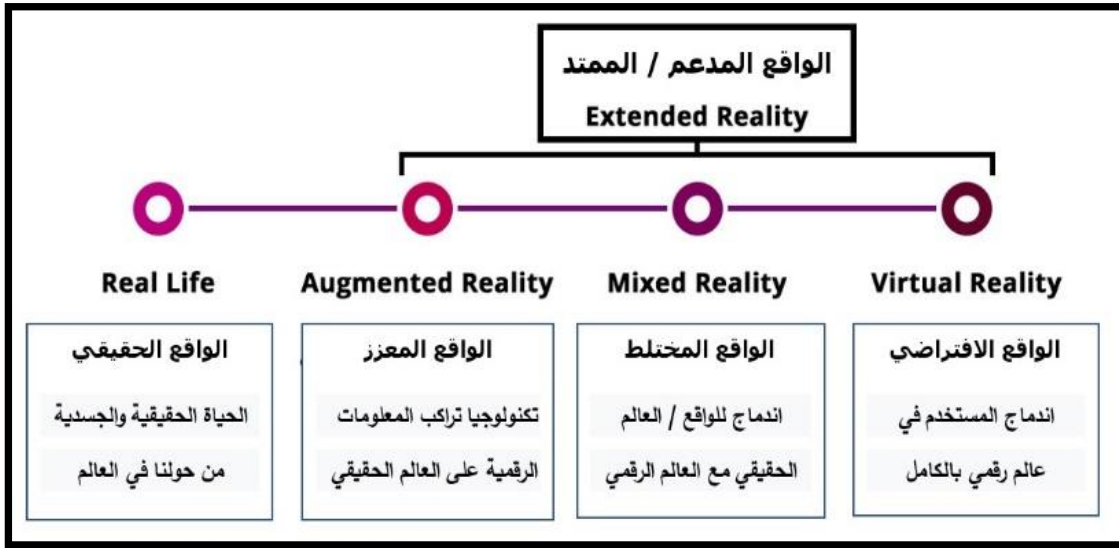 الواقع المدعم / الممتد
Extended Reality
Real Life
Augmented Reality
Mixed Reality
Virtual Reality
الواقع الحقيقي
الحياة الحقيقية والجسدية
من حولنا في العالم
الواقع المعزز
تكنولوجيا تراكب المعلومات
الرقمية على العالم الحقيقي
الواقع المختلط
اندماج للواقع / العالم
الحقيقي مع العالم الرقمي
الواقع الافتراضي
اندماج المستخدم في
عالم رقمي بالكامل